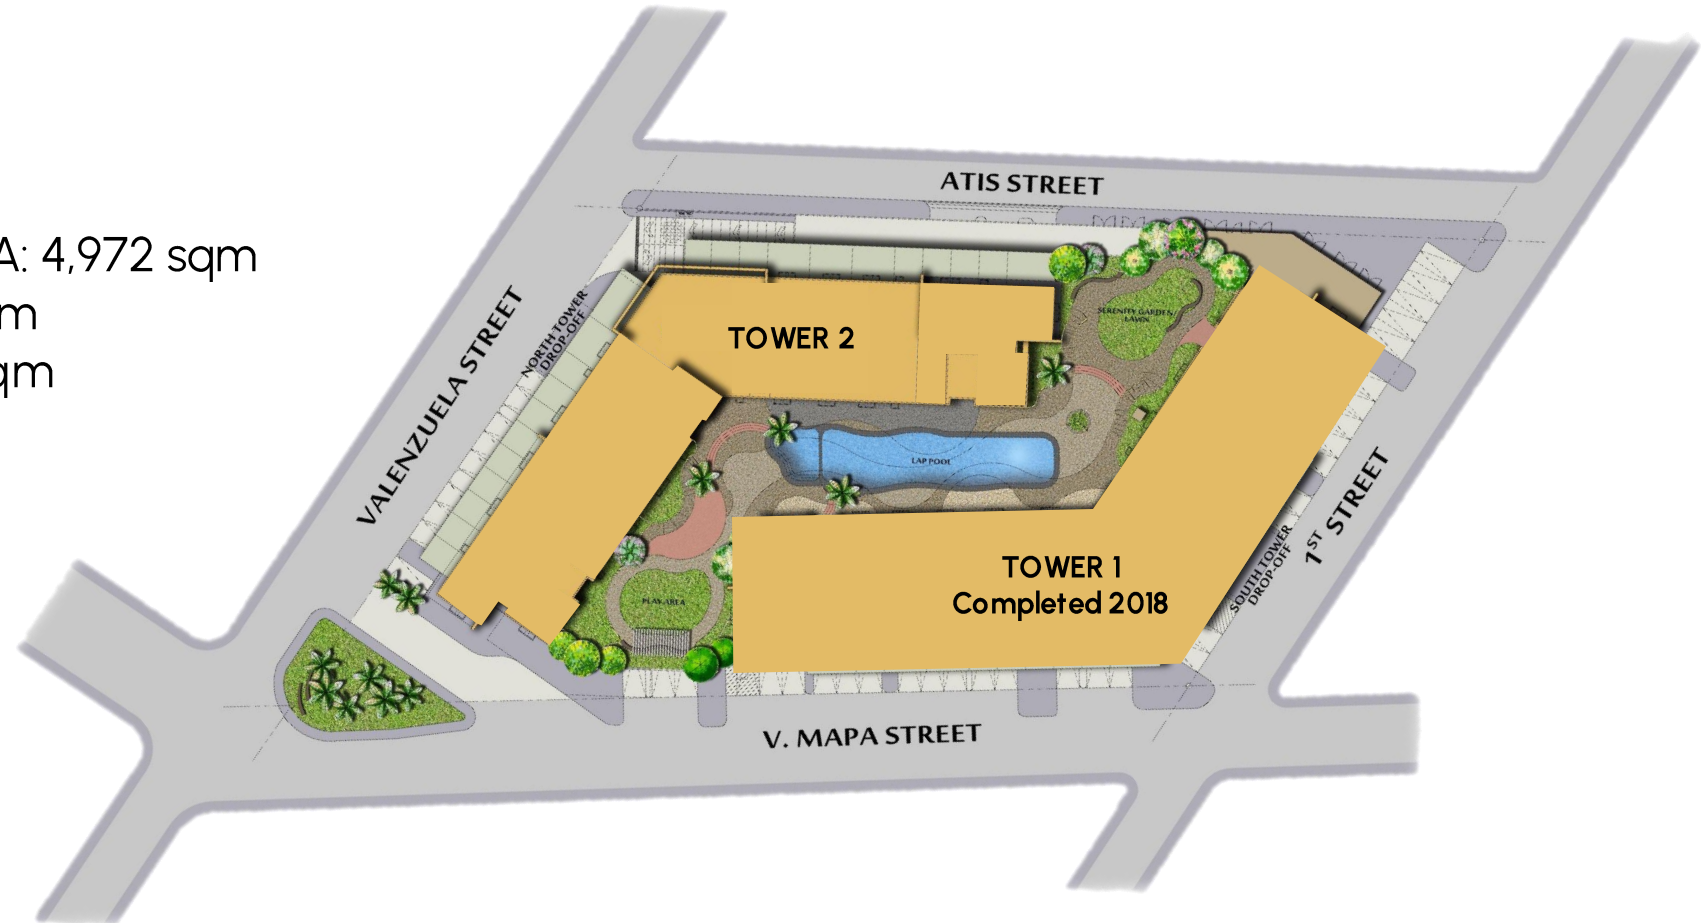 A: 4,972 sqm
m
qm
ATIS STREET
SERENITY GARDEN/
LAWN
NORTH TOWER
DROP-OFF
TOWER 2
VALENZUELA STREET
LAP POOL
1ST STREET
TOWER 1
Completed 2018
SOUTH TOWER
DROP-OFF
PLAY AREA
V. MAPA STREET